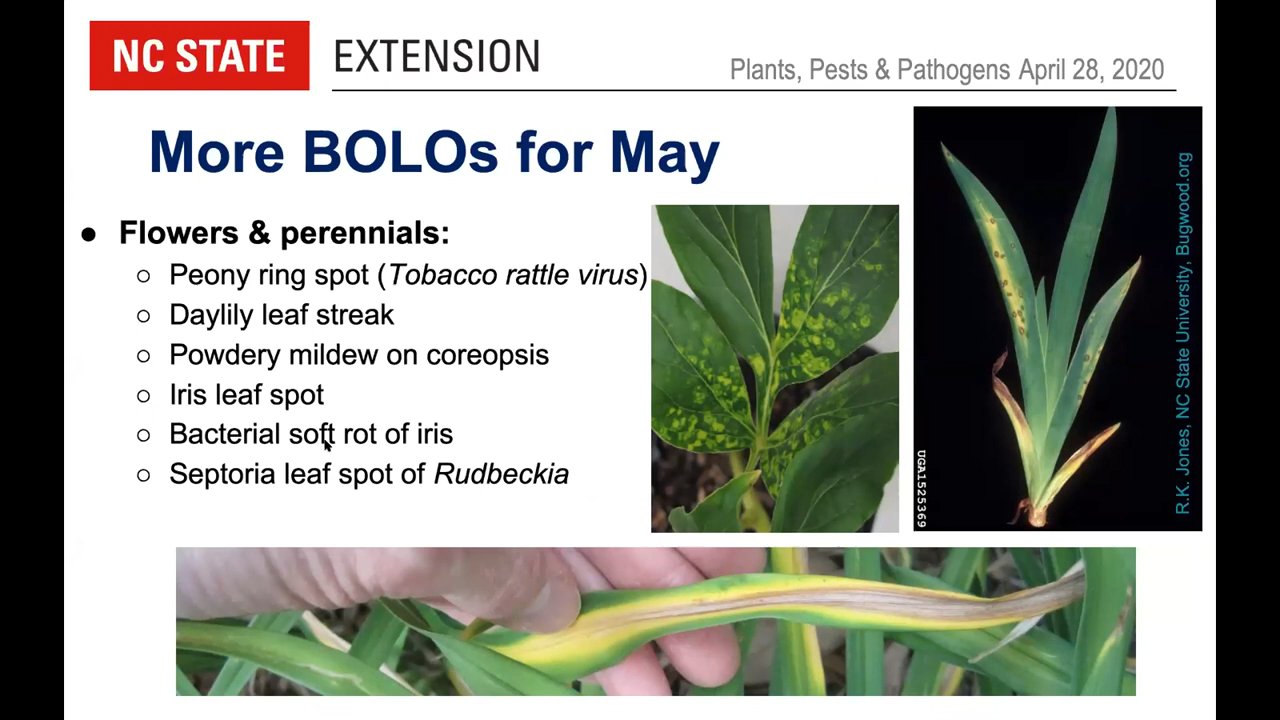 NC STATE EXTENSION
Plants, Pests & Pathogens April 28, 2020
More BOLOs for May
● Flowers & perennials:
○ Peony ring spot (Tobacco rattle virus)
○ Daylily leaf streak
○ Powdery mildew on coreopsis
○ Iris leaf spot
○ Bacterial soft rot of iris
○ Septoria leaf spot of Rudbeckia
UGA1525369
R.K. Jones, NC State University, Bugwood.org